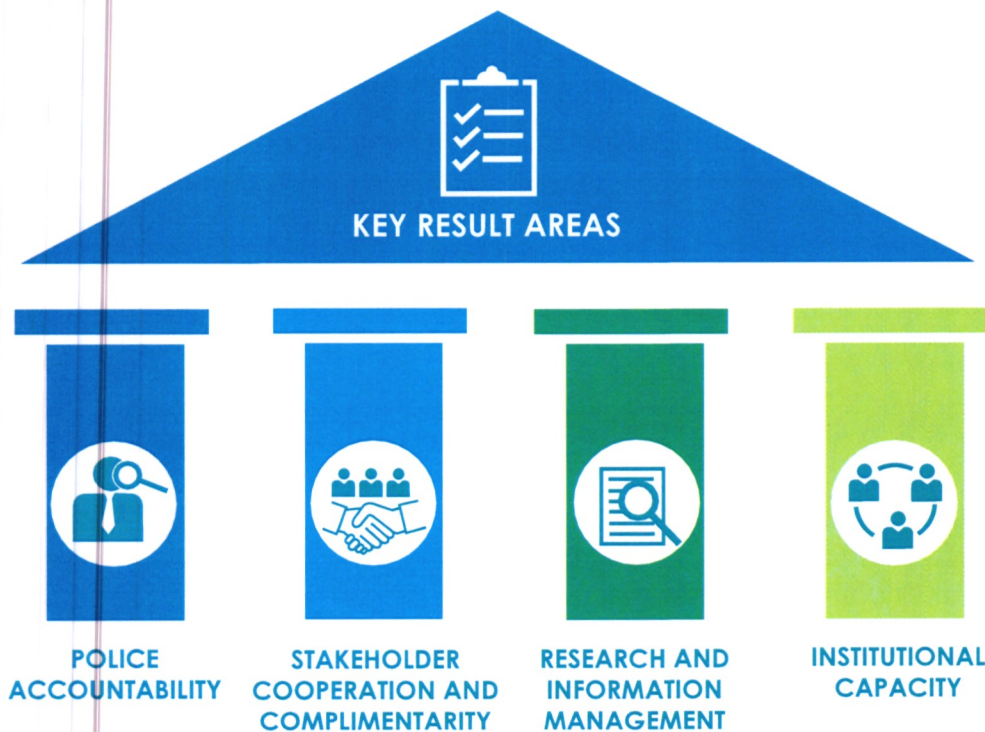 KEY RESULT AREAS
POLICE
ACCOUNTABILITY
STAKEHOLDER
COOPERATION AND
COMPLIMENTARITY
RESEARCH AND
INFORMATION
MANAGEMENT
INSTITUTIONAL
CAPACITY